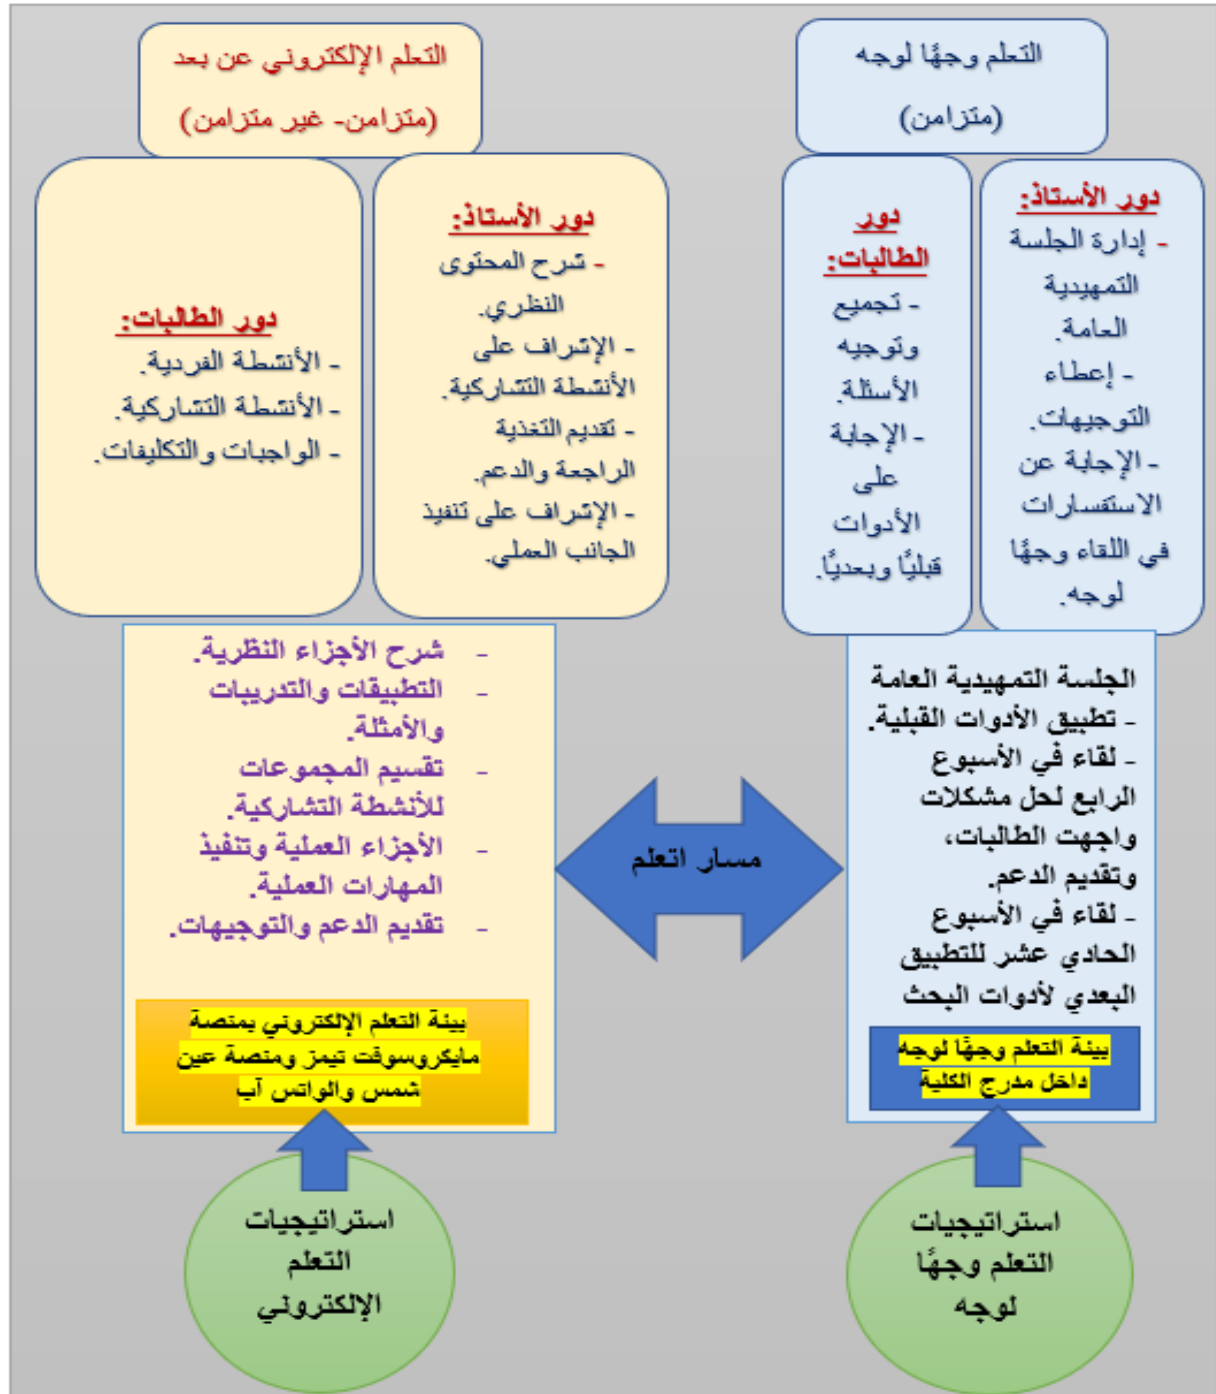 التعلم وجهًا لوجه
(متزامن)
دور الأستاذ:
- إدارة الجلسة
التمهيدية
العامة.
- إعطاء
التوجيهات.
- الإجابة عن
الاستفسارات
في اللقاء وجهًا
لوجه.
دور
الطالبات:
- تجميع
وتوجيه
الأسئلة.
- الإجابة
على
الأدوات
قبليًا وبعديًا.
التعلم الإلكتروني عن بعد
(متزامن- غير متزامن)
دور الأستاذ:
- شرح المحتوى
النظري.
- الإشراف على
الأنشطة التشاركية.
- تقديم التغذية
الراجعة والدعم.
- الإشراف على تنفيذ
الجانب العملي.
دور الطالبات:
- الأنشطة الفردية.
- الأنشطة التشاركية.
- الواجبات والتكليفات.
الجلسة التمهيدية العامة
- تطبيق الأدوات القبلية.
- لقاء في الأسبوع
الرابع لحل مشكلات
واجهت الطالبات،
وتقديم الدعم.
- لقاء في الأسبوع
الحادي عشر للتطبيق
البعدي لأدوات البحث
بيئة التعلم وجهًا لوجه
داخل مدرج الكلية
مسار اتعلم
- شرح الأجزاء النظرية.
- التطبيقات والتدريبات
والأمثلة.
- تقسيم المجموعات
للأنشطة التشاركية.
- الأجزاء العملية وتنفيذ
المهارات العملية.
- تقديم الدعم والتوجيهات.
بيئة التعلم الإلكتروني بمنصة
مايكروسوفت تيمز ومنصة عين
شمس والواتس آب
استراتيجيات
التعلم وجهًا
لوجه
استراتيجيات
التعلم
الإلكتروني